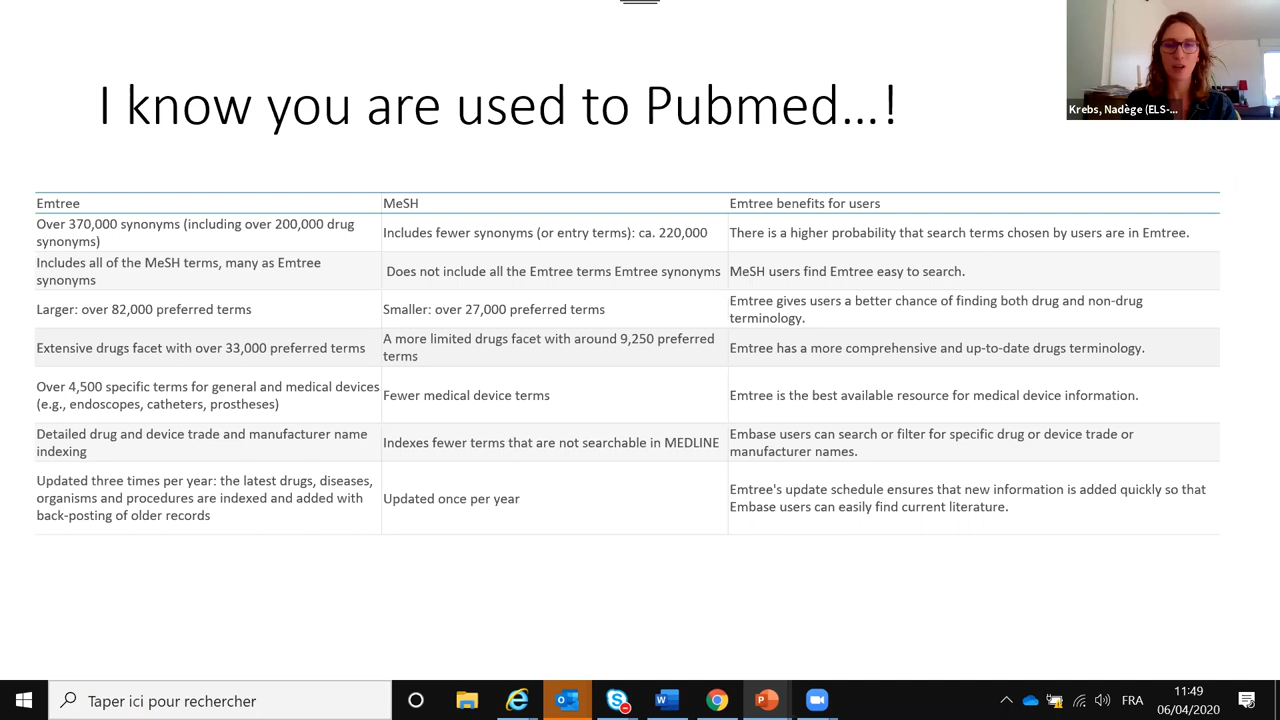 I know you are used to Pubmed...!
Krebs, Nadège (ELS-...
Emtree
MeSH
Emtree benefits for users
Over 370,000 synonyms (including over 200,000 drug
synonyms)
Includes fewer synonyms (or entry terms): ca. 220,000
There is a higher probability that search terms chosen by users are in Emtree.
Includes all of the MeSH terms, many as Emtree
synonyms
Does not include all the Emtree terms Emtree synonyms
MeSH users find Emtree easy to search.
Larger: over 82,000 preferred terms
Smaller: over 27,000 preferred terms
Emtree gives users a better chance of finding both drug and non-drug
terminology.
Extensive drugs facet with over 33,000 preferred terms
A more limited drugs facet with around 9,250 preferred
terms
Emtree has a more comprehensive and up-to-date drugs terminology.
Over 4,500 specific terms for general and medical devices
(e.g., endoscopes, catheters, prostheses)
Fewer medical device terms
Emtree is the best available resource for medical device information.
Detailed drug and device trade and manufacturer name
indexing
Indexes fewer terms that are not searchable in MEDLINE
Embase users can search or filter for specific drug or device trade or
manufacturer names.
Updated three times per year: the latest drugs, diseases,
organisms and procedures are indexed and added with
back-posting of older records
Updated once per year
Emtree's update schedule ensures that new information is added quickly so that
Embase users can easily find current literature.
Taper ici pour rechercher
FRA
11:49
06/04/2020